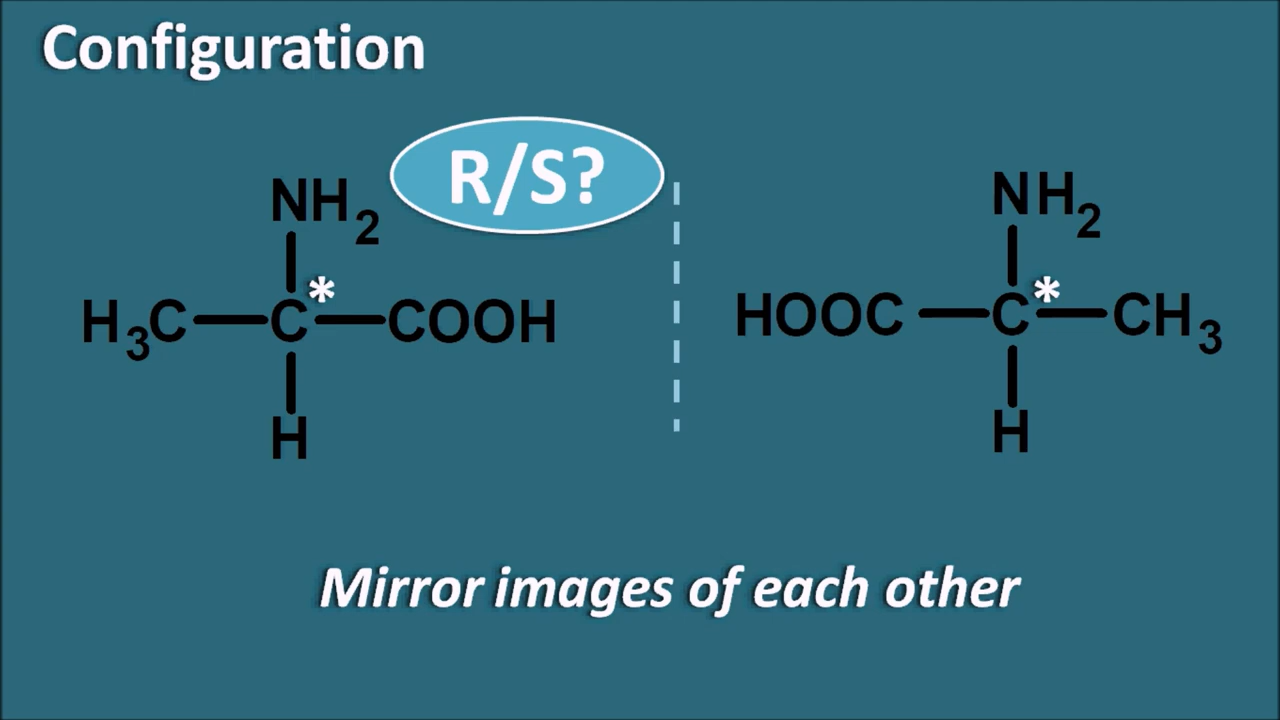 Configuration
R/S?
NH2
H3C C* COOH
H
NH2
HOOC C* CH3
H
Mirror images of each other